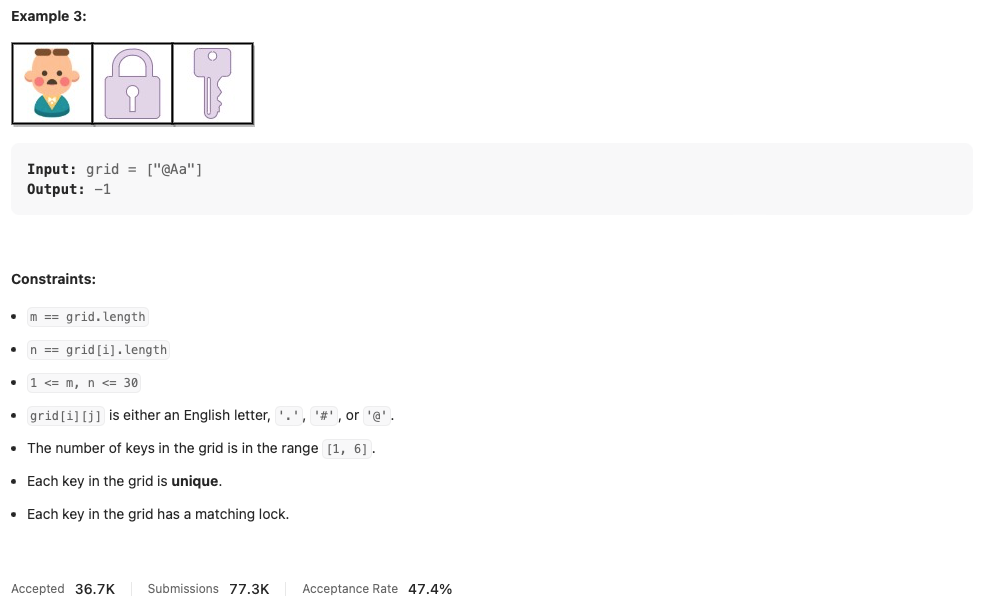 Example 3:
Input: grid = ["@Aa"]
Output: -1
Constraints:
• m == grid.length
• n == grid[i].length
• 1 <= m, n <= 30
• grid[i][j] is either an English letter, '.', '#', or '@'.
• The number of keys in the grid is in the range [1, 6].
• Each key in the grid is unique.
• Each key in the grid has a matching lock.
Accepted 36.7K Submissions 77.3K Acceptance Rate 47.4%